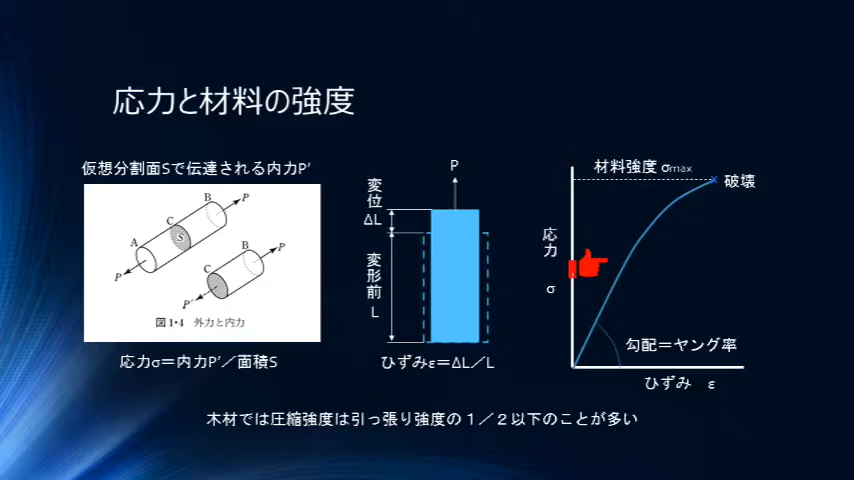 応力と材料の強度
仮想分割面Sで伝達される内力P′
B
P
C
A
S
P
B
P
C
P′
図1・4 外力と内力
応力σ＝内力P′／面積S
P
変位
ΔL
変形前
L
ひずみε＝ΔL／L
材料強度 σmax
破壊
応力
σ
勾配＝ヤング率
ひずみ ε
木材では圧縮強度は引っ張り強度の１／２以下のことが多い